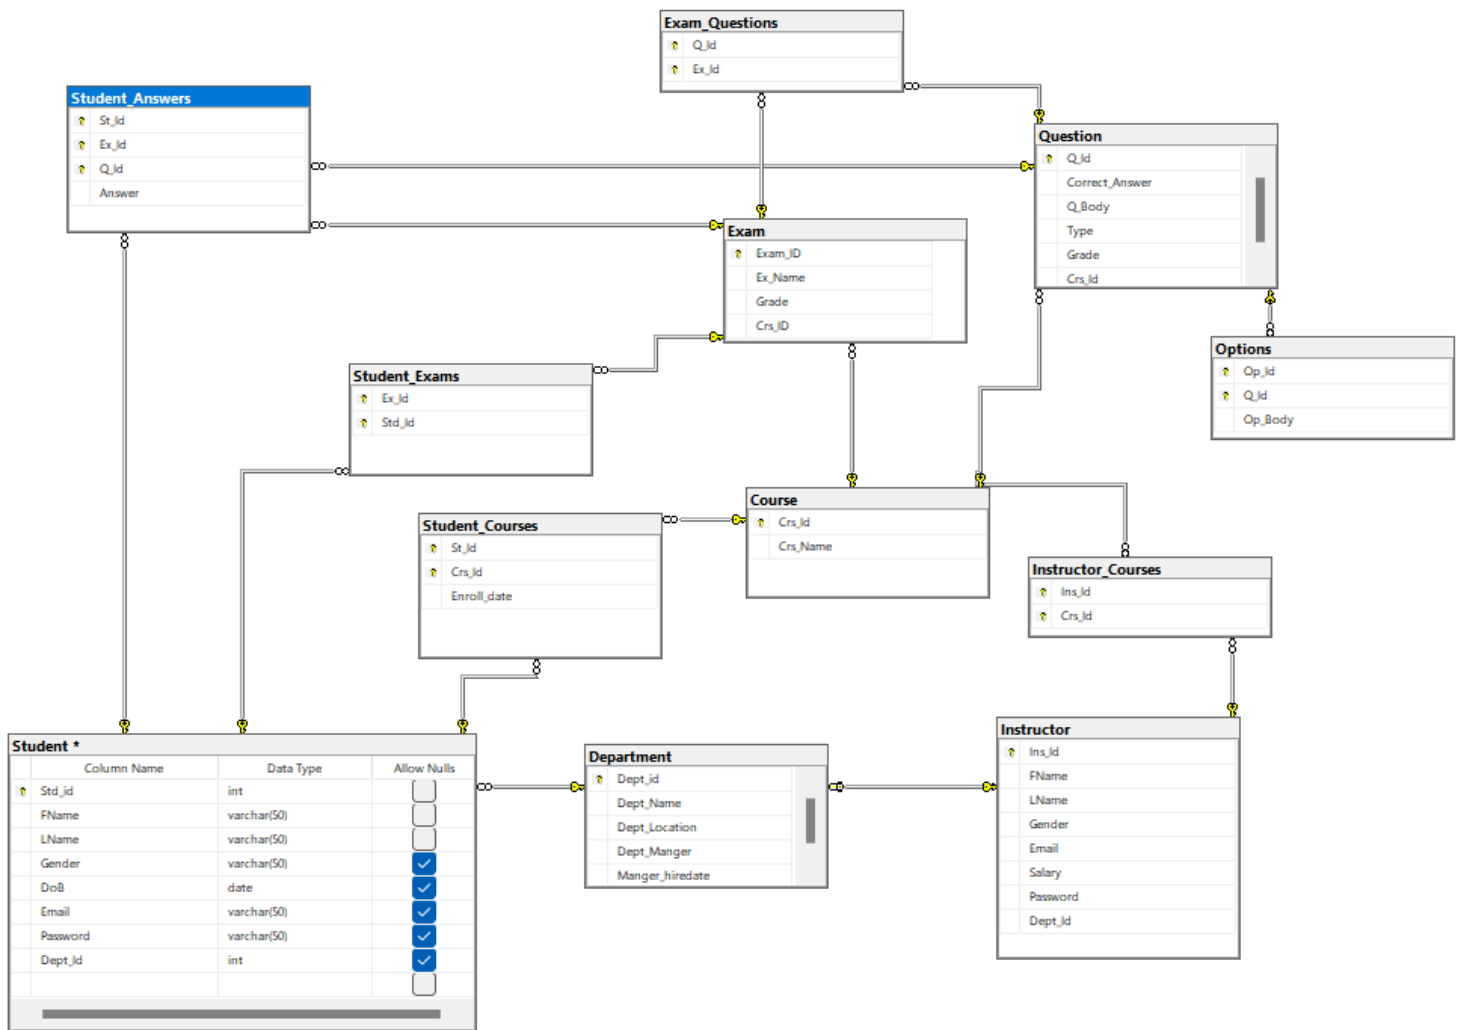 Exam_Questions
Q_Id
Ex_Id
Student_Answers
St_Id
Ex_Id
Q_Id
Answer
Question
Q_Id
Correct_Answer
Q_Body
Type
Grade
Crs_Id
Exam
Exam_ID
Ex_Name
Grade
Crs_ID
Options
Op_Id
Q_Id
Op_Body
Student_Exams
Ex_Id
Std_Id
Course
Crs_Id
Crs_Name
Student_Courses
St_Id
Crs_Id
Enroll_date
Instructor_Courses
Ins_Id
Crs_Id
Student *
Column Name Data Type Allow Nulls
Std_id int
FName varchar(50)
LName varchar(50)
Gender varchar(50)
DoB date
Email varchar(50)
Password varchar(50)
Dept_Id int
Department
Dept_id
Dept_Name
Dept_Location
Dept_Manger
Manger_hiredate
Instructor
Ins_Id
FName
LName
Gender
Email
Salary
Password
Dept_Id